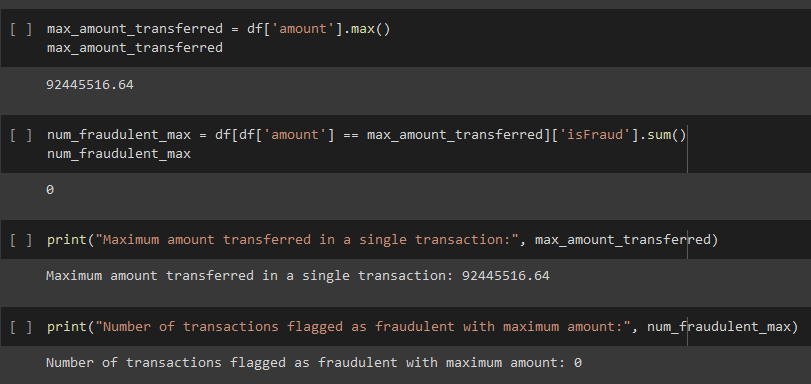 [ ] max_amount_transferred = df['amount'].max()
max_amount_transferred
92445516.64
[ ] num_fraudulent_max = df[df['amount'] == max_amount_transferred]['isFraud'].sum()
num_fraudulent_max
0
[ ] print("Maximum amount transferred in a single transaction:", max_amount_transferred)
Maximum amount transferred in a single transaction: 92445516.64
[ ] print("Number of transactions flagged as fraudulent with maximum amount:", num_fraudulent_max)
Number of transactions flagged as fraudulent with maximum amount: 0